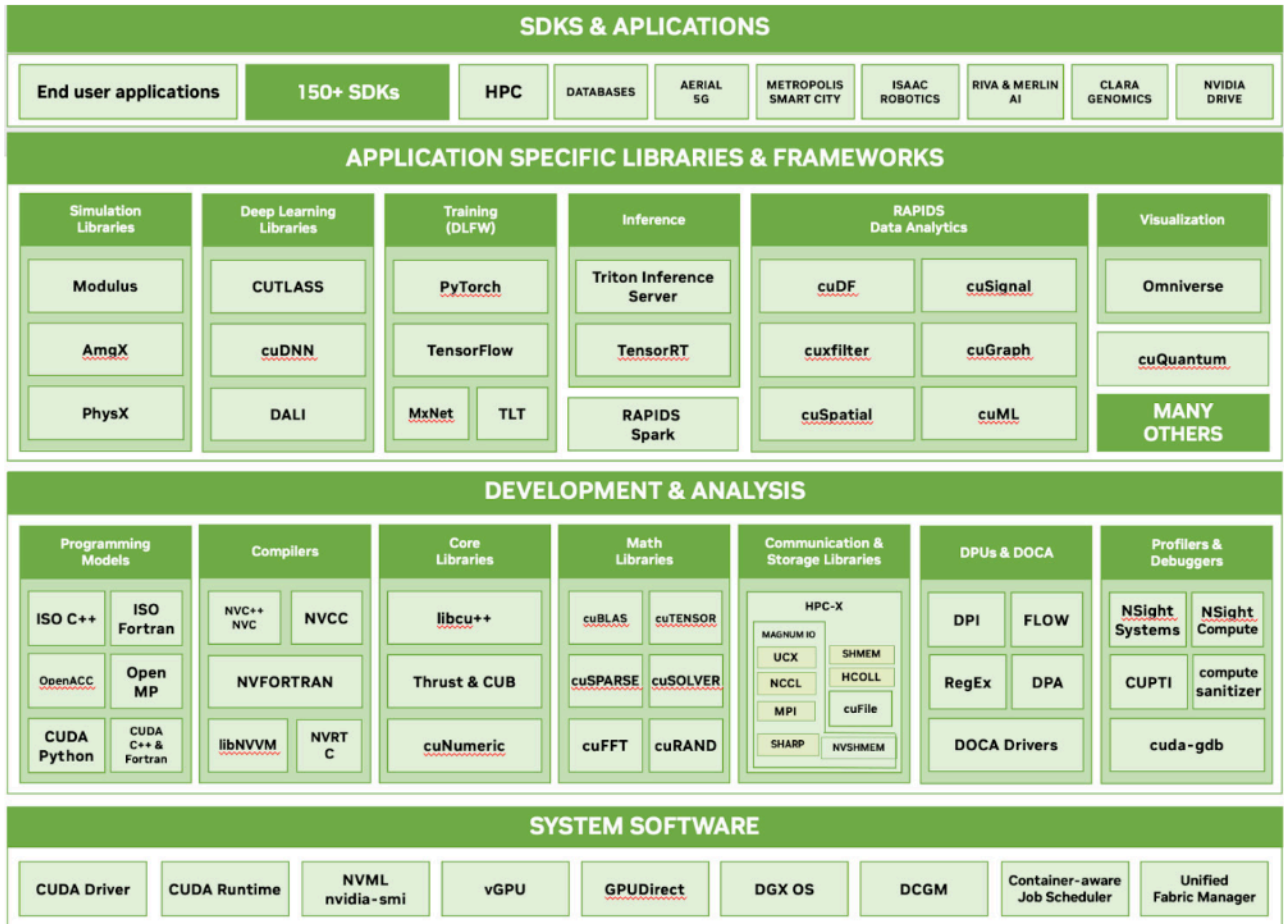 SDKS & APLICATIONS
End user applications
150+ SDKs
HPC
DATABASES
AERIAL
5G
METROPOLIS
SMART CITY
ISAAC
ROBOTICS
RIVA & MERLIN
AI
CLARA
GENOMICS
NVIDIA
DRIVE
APPLICATION SPECIFIC LIBRARIES & FRAMEWORKS
Simulation
Libraries
Modulus
AmgX
PhysX
Deep Learning
Libraries
CUTLASS
cuDNN
DALI
Training
(DLFW)
PyTorch
TensorFlow
MxNet
TLT
Inference
Triton Inference
Server
TensorRT
RAPIDS
Spark
RAPIDS
Data Analytics
cuDF
cuSignal
cuxfilter
cuGraph
cuSpatial
cuML
Visualization
Omniverse
cuQuantum
MANY
OTHERS
DEVELOPMENT & ANALYSIS
Programming
Models
ISO C++
ISO
Fortran
OpenACC
Open
MP
CUDA
Python
CUDA
C++ &
Fortran
Compilers
NVC++
NVC
NVCC
NVFORTRAN
libNVVM
NVRT
C
Core
Libraries
libcu++
Thrust & CUB
cuNumeric
Math
Libraries
cuBLAS
cuTENSOR
cuSPARSE
cuSOLVER
cuFFT
cuRAND
Communication &
Storage Libraries
HPC-X
MAGNUM IO
UCX
SHMEM
NCCL
HCOLL
MPI
cuFile
SHARP
NVSHMEM
DPUs & DOCA
DPI
FLOW
RegEx
DPA
DOCA Drivers
Profilers &
Debuggers
NSight
Systems
NSight
Compute
CUPTI
compute
sanitizer
cuda-gdb
SYSTEM SOFTWARE
CUDA Driver
CUDA Runtime
NVML
nvidia-smi
vGPU
GPUDirect
DGX OS
DCGM
Container-aware
Job Scheduler
Unified
Fabric Manager